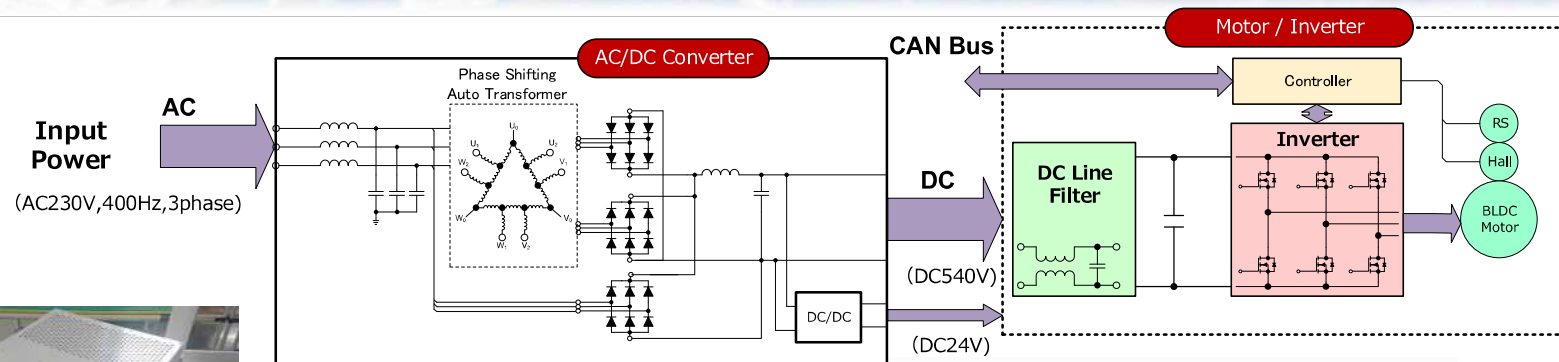 Motor / Inverter
AC/DC Converter
CAN Bus
Phase Shifting
Auto Transformer
Controller
AC
Input
Power
(AC230V,400Hz,3phase)
U₀
U₁
U₂
W₂
V₁
W₀
V₀
W₁
V₂
DC/DC
DC
(DC540V)
(DC24V)
DC Line
Filter
Inverter
RS
Hall
BLDC
Motor